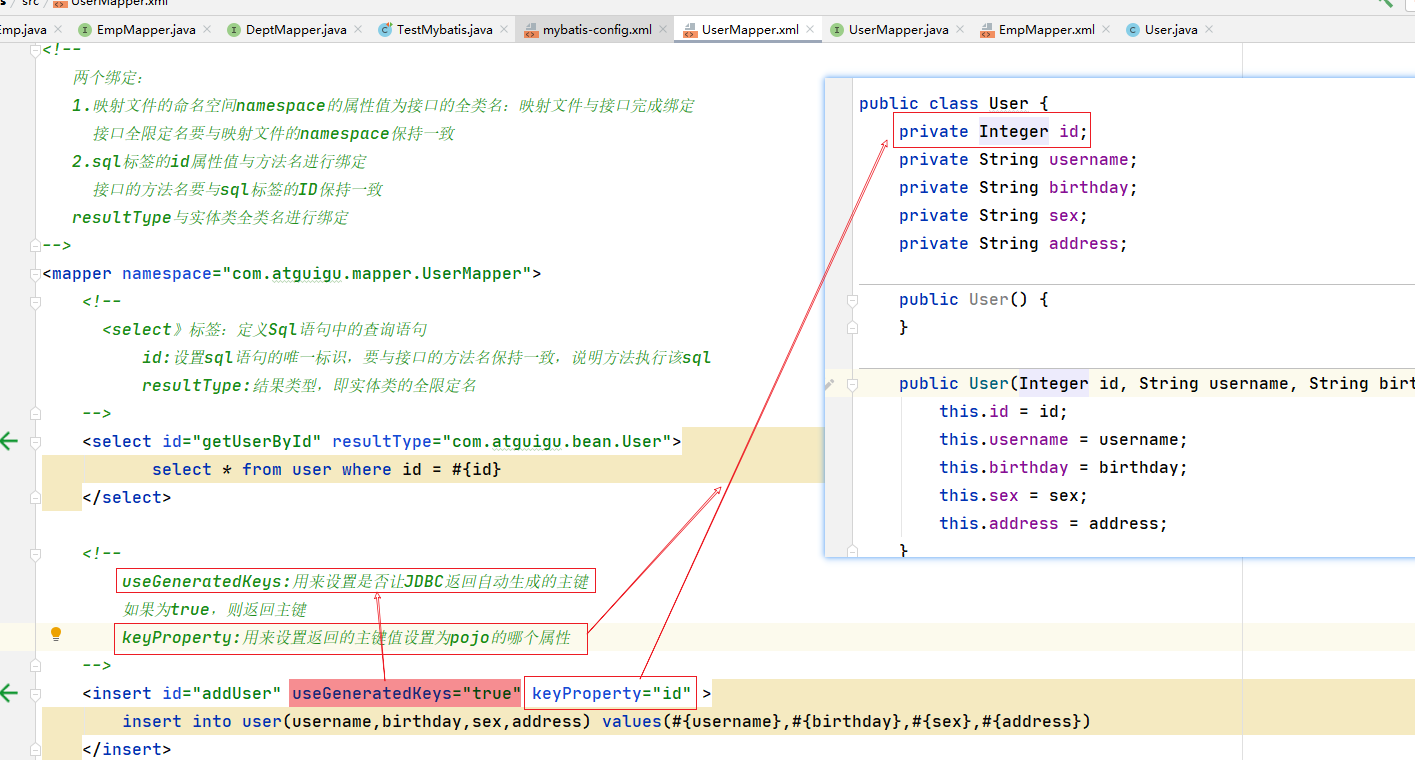 src UserMapper.xml
Emp.java EmpMapper.java DeptMapper.java TestMybatis.java mybatis-config.xml UserMapper.xml UserMapper.java EmpMapper.xml User.java
<!--
两个绑定：
1.映射文件的命名空间namespace的属性值为接口的全类名：映射文件与接口完成绑定
接口全限定名要与映射文件的namespace保持一致
2.sql标签的id属性值与方法名进行绑定
接口的方法名要与sql标签的ID保持一致
resultType与实体类全类名进行绑定
-->
<mapper namespace="com.atguigu.mapper.UserMapper">
<!--
<select》标签：定义Sql语句中的查询语句
id:设置sql语句的唯一标识，要与接口的方法名保持一致，说明方法执行该sql
resultType:结果类型，即实体类的全限定名
-->
<select id="getUserById" resultType="com.atguigu.bean.User">
select * from user where id = #{id}
</select>
<!--
useGeneratedKeys:用来设置是否让JDBC返回自动生成的主键
如果为true，则返回主键
keyProperty:用来设置返回的主键值设置为pojo的哪个属性
-->
<insert id="addUser" useGeneratedKeys="true" keyProperty="id" >
insert into user(username,birthday,sex,address) values(#{username},#{birthday},#{sex},#{address})
</insert>
public class User {
private Integer id;
private String username;
private String birthday;
private String sex;
private String address;
public User() {
}
public User(Integer id, String username, String birt
this.id = id;
this.username = username;
this.birthday = birthday;
this.sex = sex;
this.address = address;
}